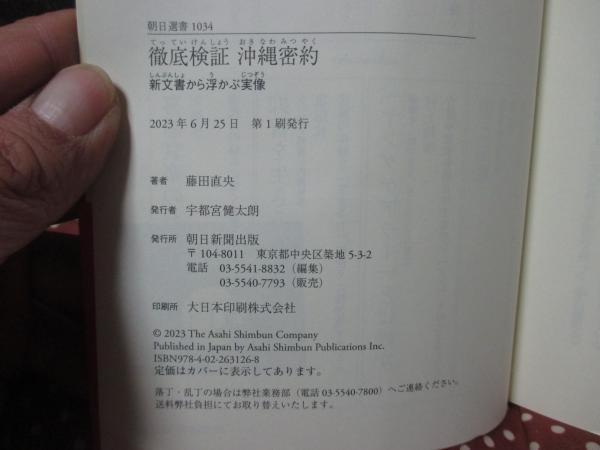 朝日選書 1034
てっていけんしょう おきなわみつやく
徹底検証 沖縄密約
しんぶんしょ う じつぞう
新文書から浮かぶ実像
2023年6月25日 第1刷発行
著者 藤田直央
発行者 宇都宮健太朗
発行所 朝日新聞出版
〒104-8011 東京都中央区築地5-3-2
電話 03-5541-8832(編集)
03-5540-7793(販売)
印刷所 大日本印刷株式会社
© 2023 The Asahi Shimbun Company
Published in Japan by Asahi Shimbun Publications Inc.
ISBN978-4-02-263126-8
定価はカバーに表示してあります。
落丁・乱丁の場合は弊社業務部(電話03-5540-7800)へご連絡ください。
送料弊社負担にてお取り替えいたします。